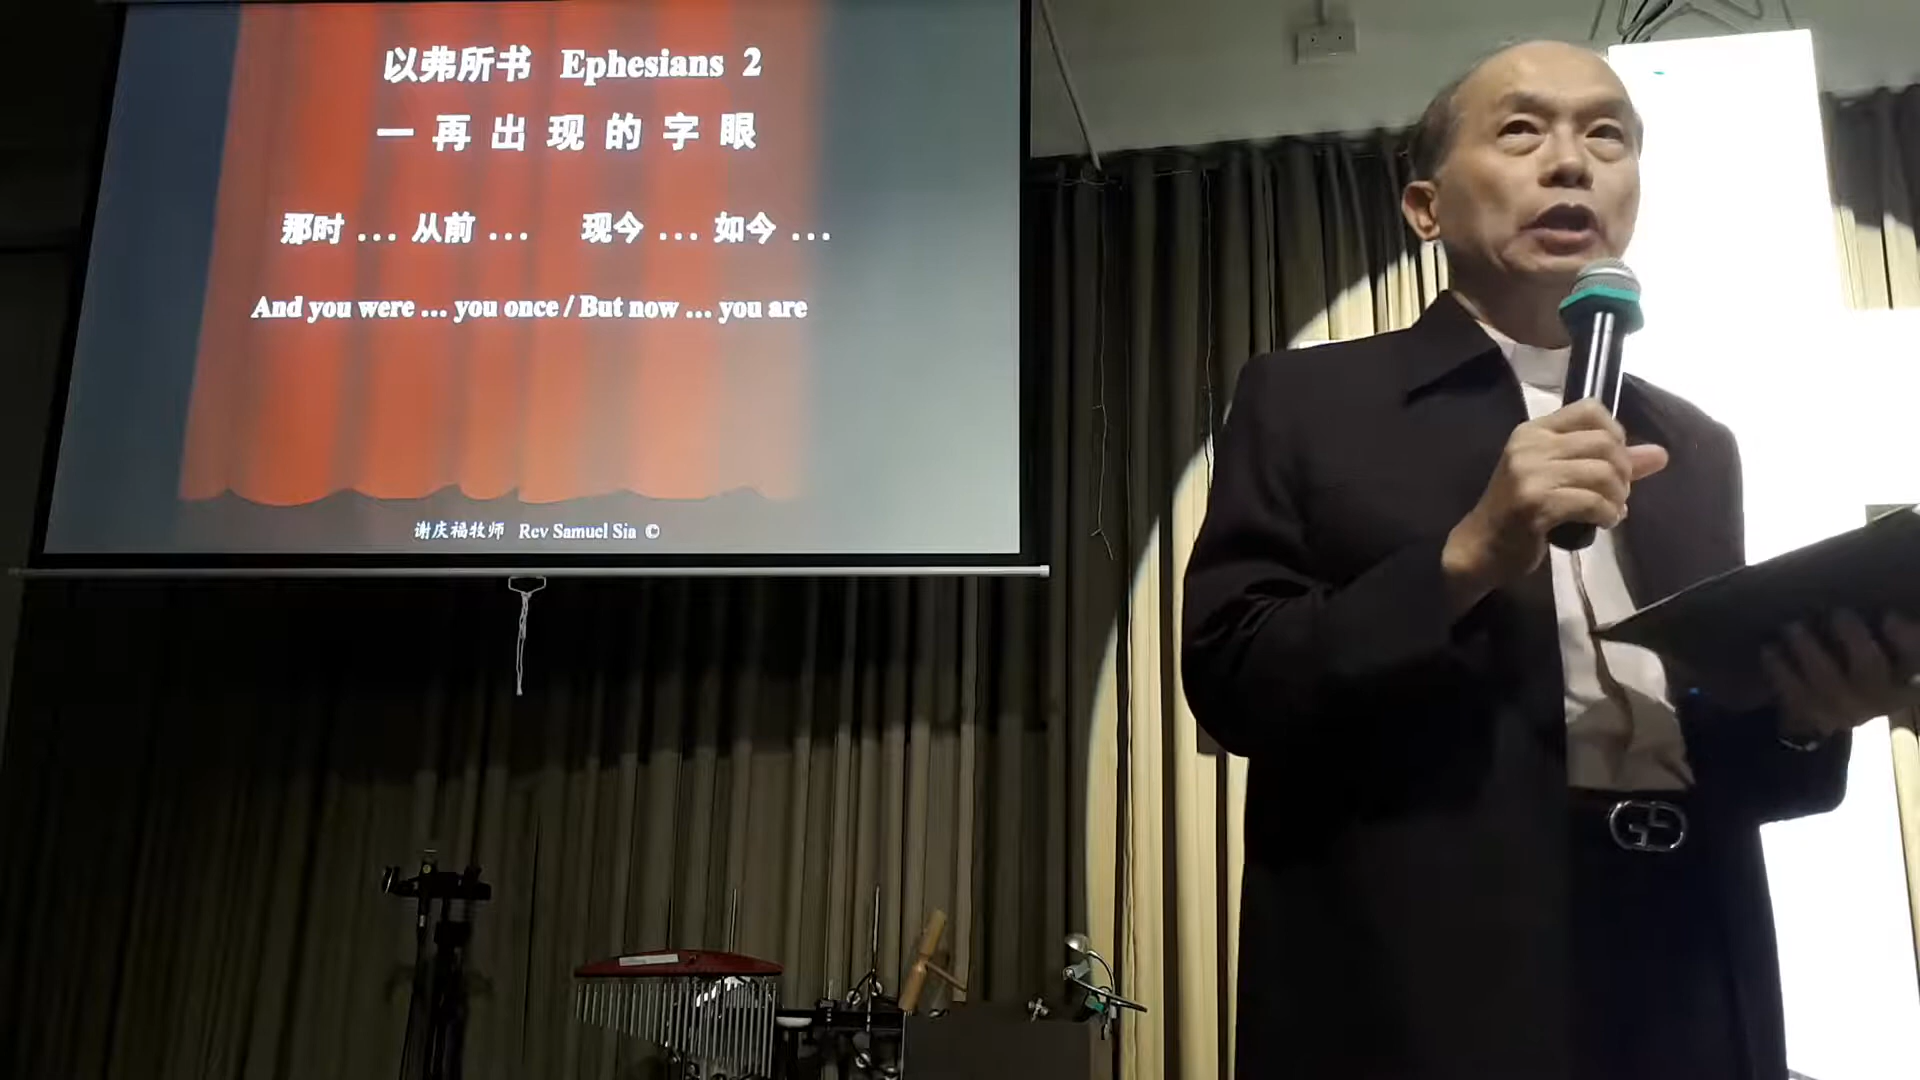 以弗所书 Ephesians 2
一再出现的字眼
那时 … 从前 … 现今 … 如今 …
And you were … you once / But now … you are
谢庆福牧师 Rev Samuel Sia ©